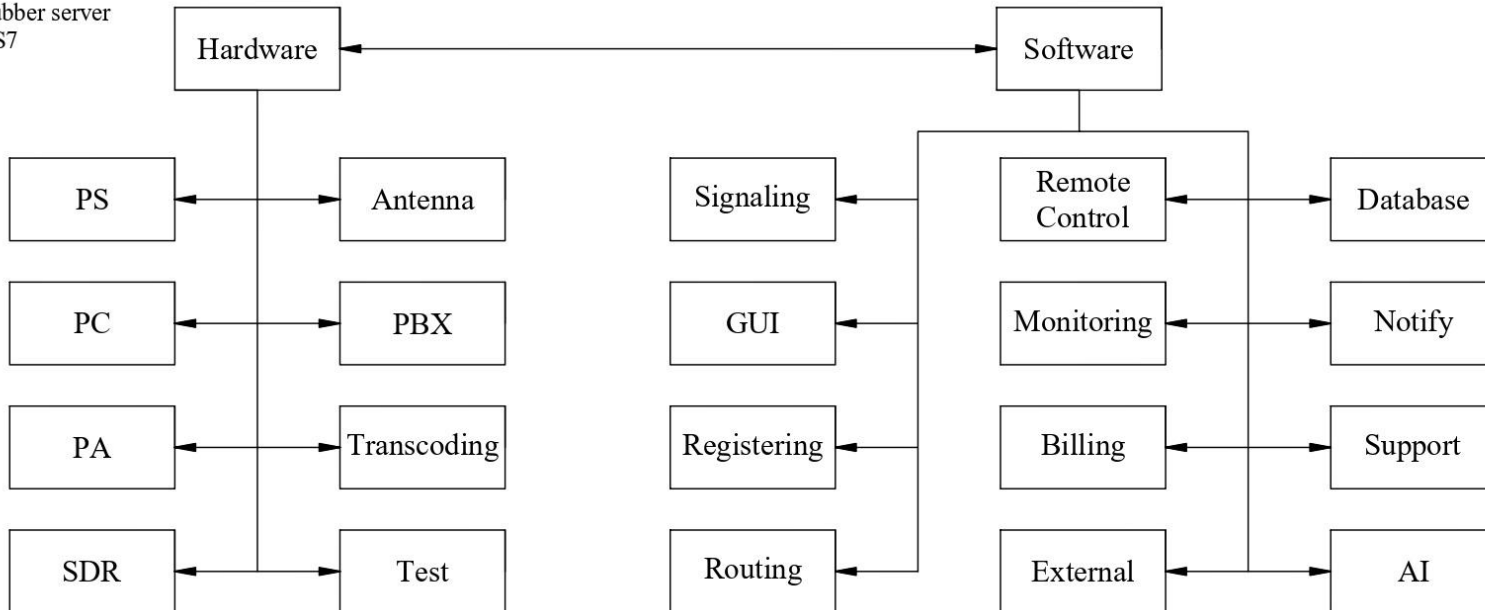 server
Hardware
Software
PS
Antenna
Signaling
Remote
Control
Database
PC
PBX
GUI
Monitoring
Notify
PA
Transcoding
Registering
Billing
Support
SDR
Test
Routing
External
AI